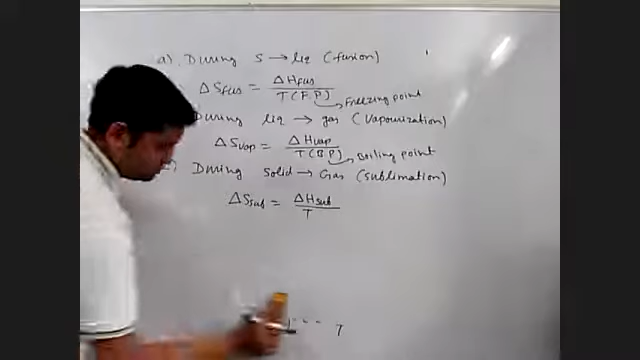 a) During S → liq (fusion)
ΔSfus = ΔHfus / T(F.P) → Freezing point
During liq → gas (Vapourization)
ΔSvap = ΔHvap / T(B.P) → Boiling point
) During solid → Gas (sublimation)
ΔSsub = ΔHsub / T